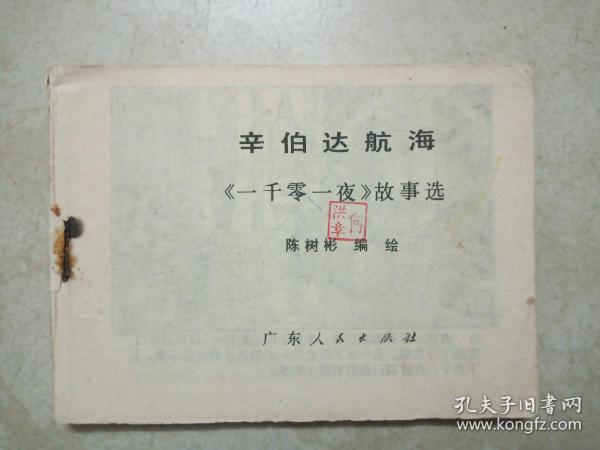 辛伯达航海
《一千零一夜》故事选
何洪章
陈树彬 编绘
广东人民出版社
孔夫子旧书网
www.kongfz.com